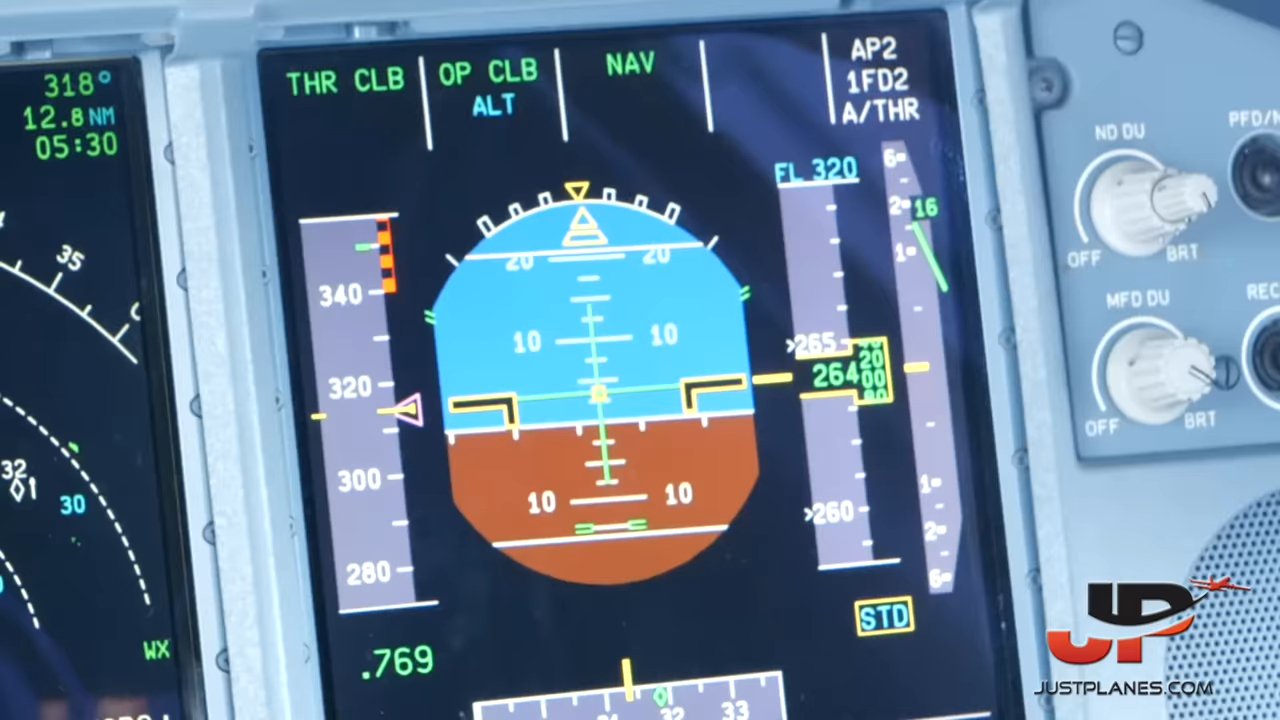 318°
12.8 NM
05:30
35
32
1
30
WX
THR CLB
OP CLB
ALT
NAV
AP2
1FD2
A/THR
FL 320
340
320
300
280
.769
20 20
10 10
10 10
265
264
20
00
80
260
STD
6
2
16
1
1
2
6
32
33
ND DU
OFF
BRT
MFD DU
OFF
BRT
PFD/N
REC
JP
JUSTPLANES.COM